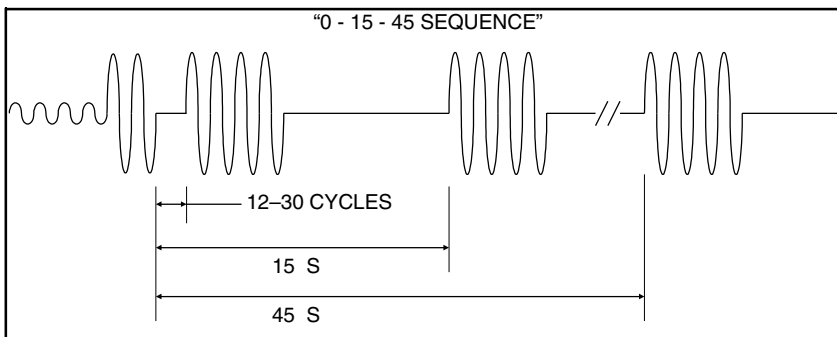 “0 - 15 - 45 SEQUENCE”
12–30 CYCLES
15 S
45 S